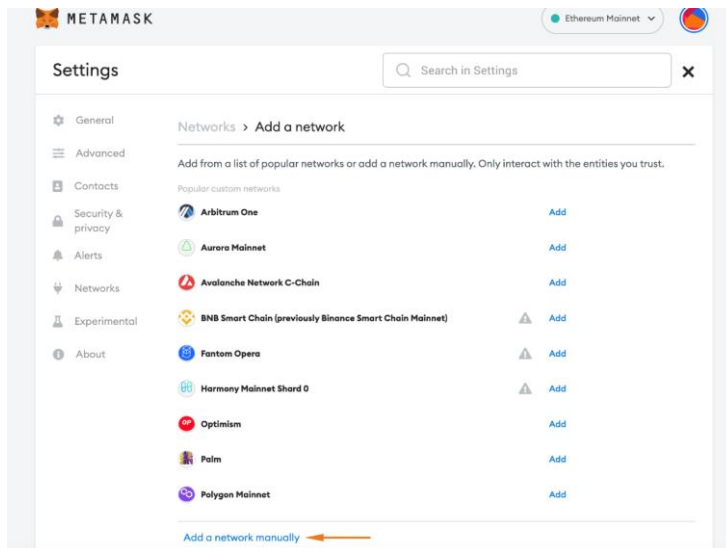 METAMASK
Ethereum Mainnet
Settings
Search in Settings
General
Advanced
Contacts
Security &
privacy
Alerts
Networks
Experimental
About
Networks > Add a network
Add from a list of popular networks or add a network manually. Only interact with the entities you trust.
Popular custom networks
Arbitrum One Add
Aurora Mainnet Add
Avalanche Network C-Chain Add
BNB Smart Chain (previously Binance Smart Chain Mainnet) Add
Fantom Opera Add
Harmony Mainnet Shard 0 Add
OP Optimism Add
Palm Add
Polygon Mainnet Add
Add a network manually